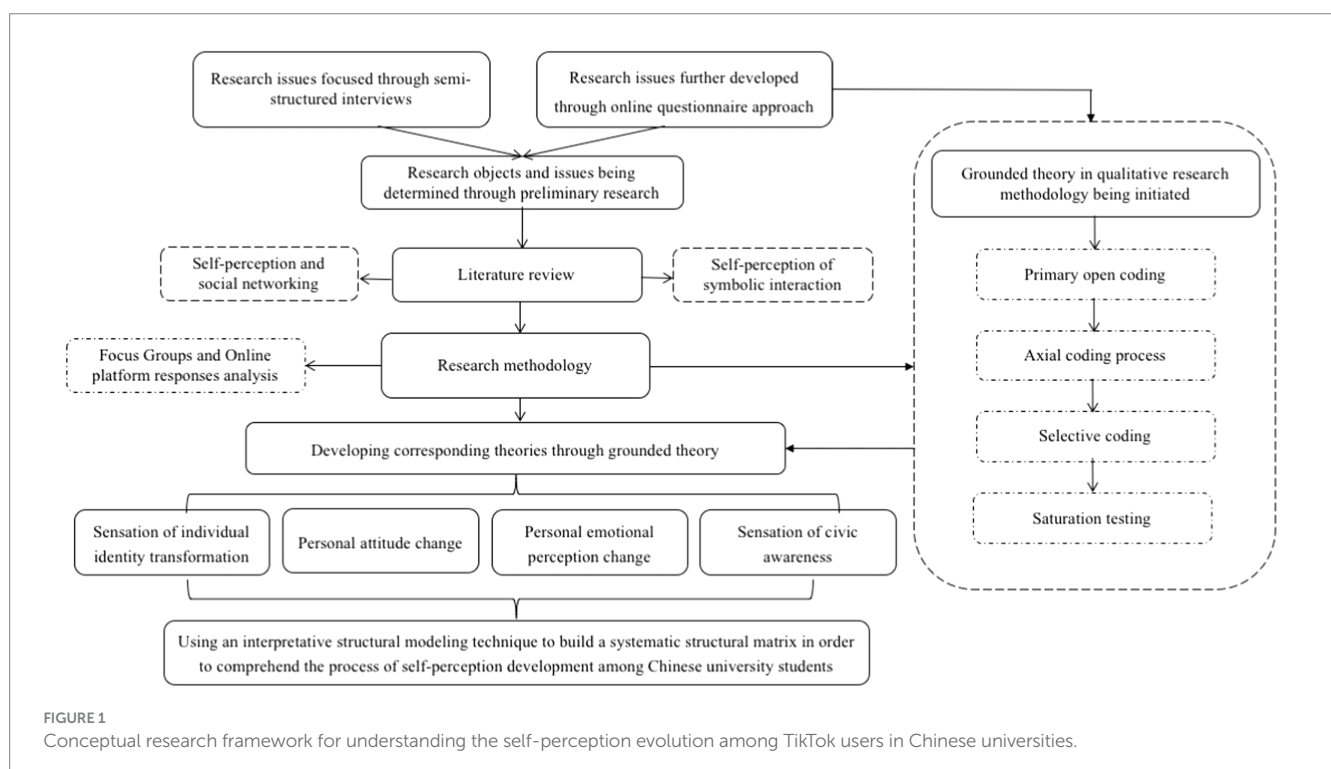 Research issues focused through semi-
structured interviews
Research issues further developed
through online questionnaire approach
Research objects and issues being
determined through preliminary research
Grounded theory in qualitative research
methodology being initiated
Self-perception and
social networking
Literature review
Self-perception of
symbolic interaction
Primary open coding
Focus Groups and Online
platform responses analysis
Research methodology
Axial coding process
Developing corresponding theories through grounded theory
Selective coding
Sensation of individual
identity transformation
Personal attitude change
Personal emotional
perception change
Sensation of civic
awareness
Saturation testing
Using an interpretative structural modeling technique to build a systematic structural matrix in order
to comprehend the process of self-perception development among Chinese university students
FIGURE 1
Conceptual research framework for understanding the self-perception evolution among TikTok users in Chinese universities.